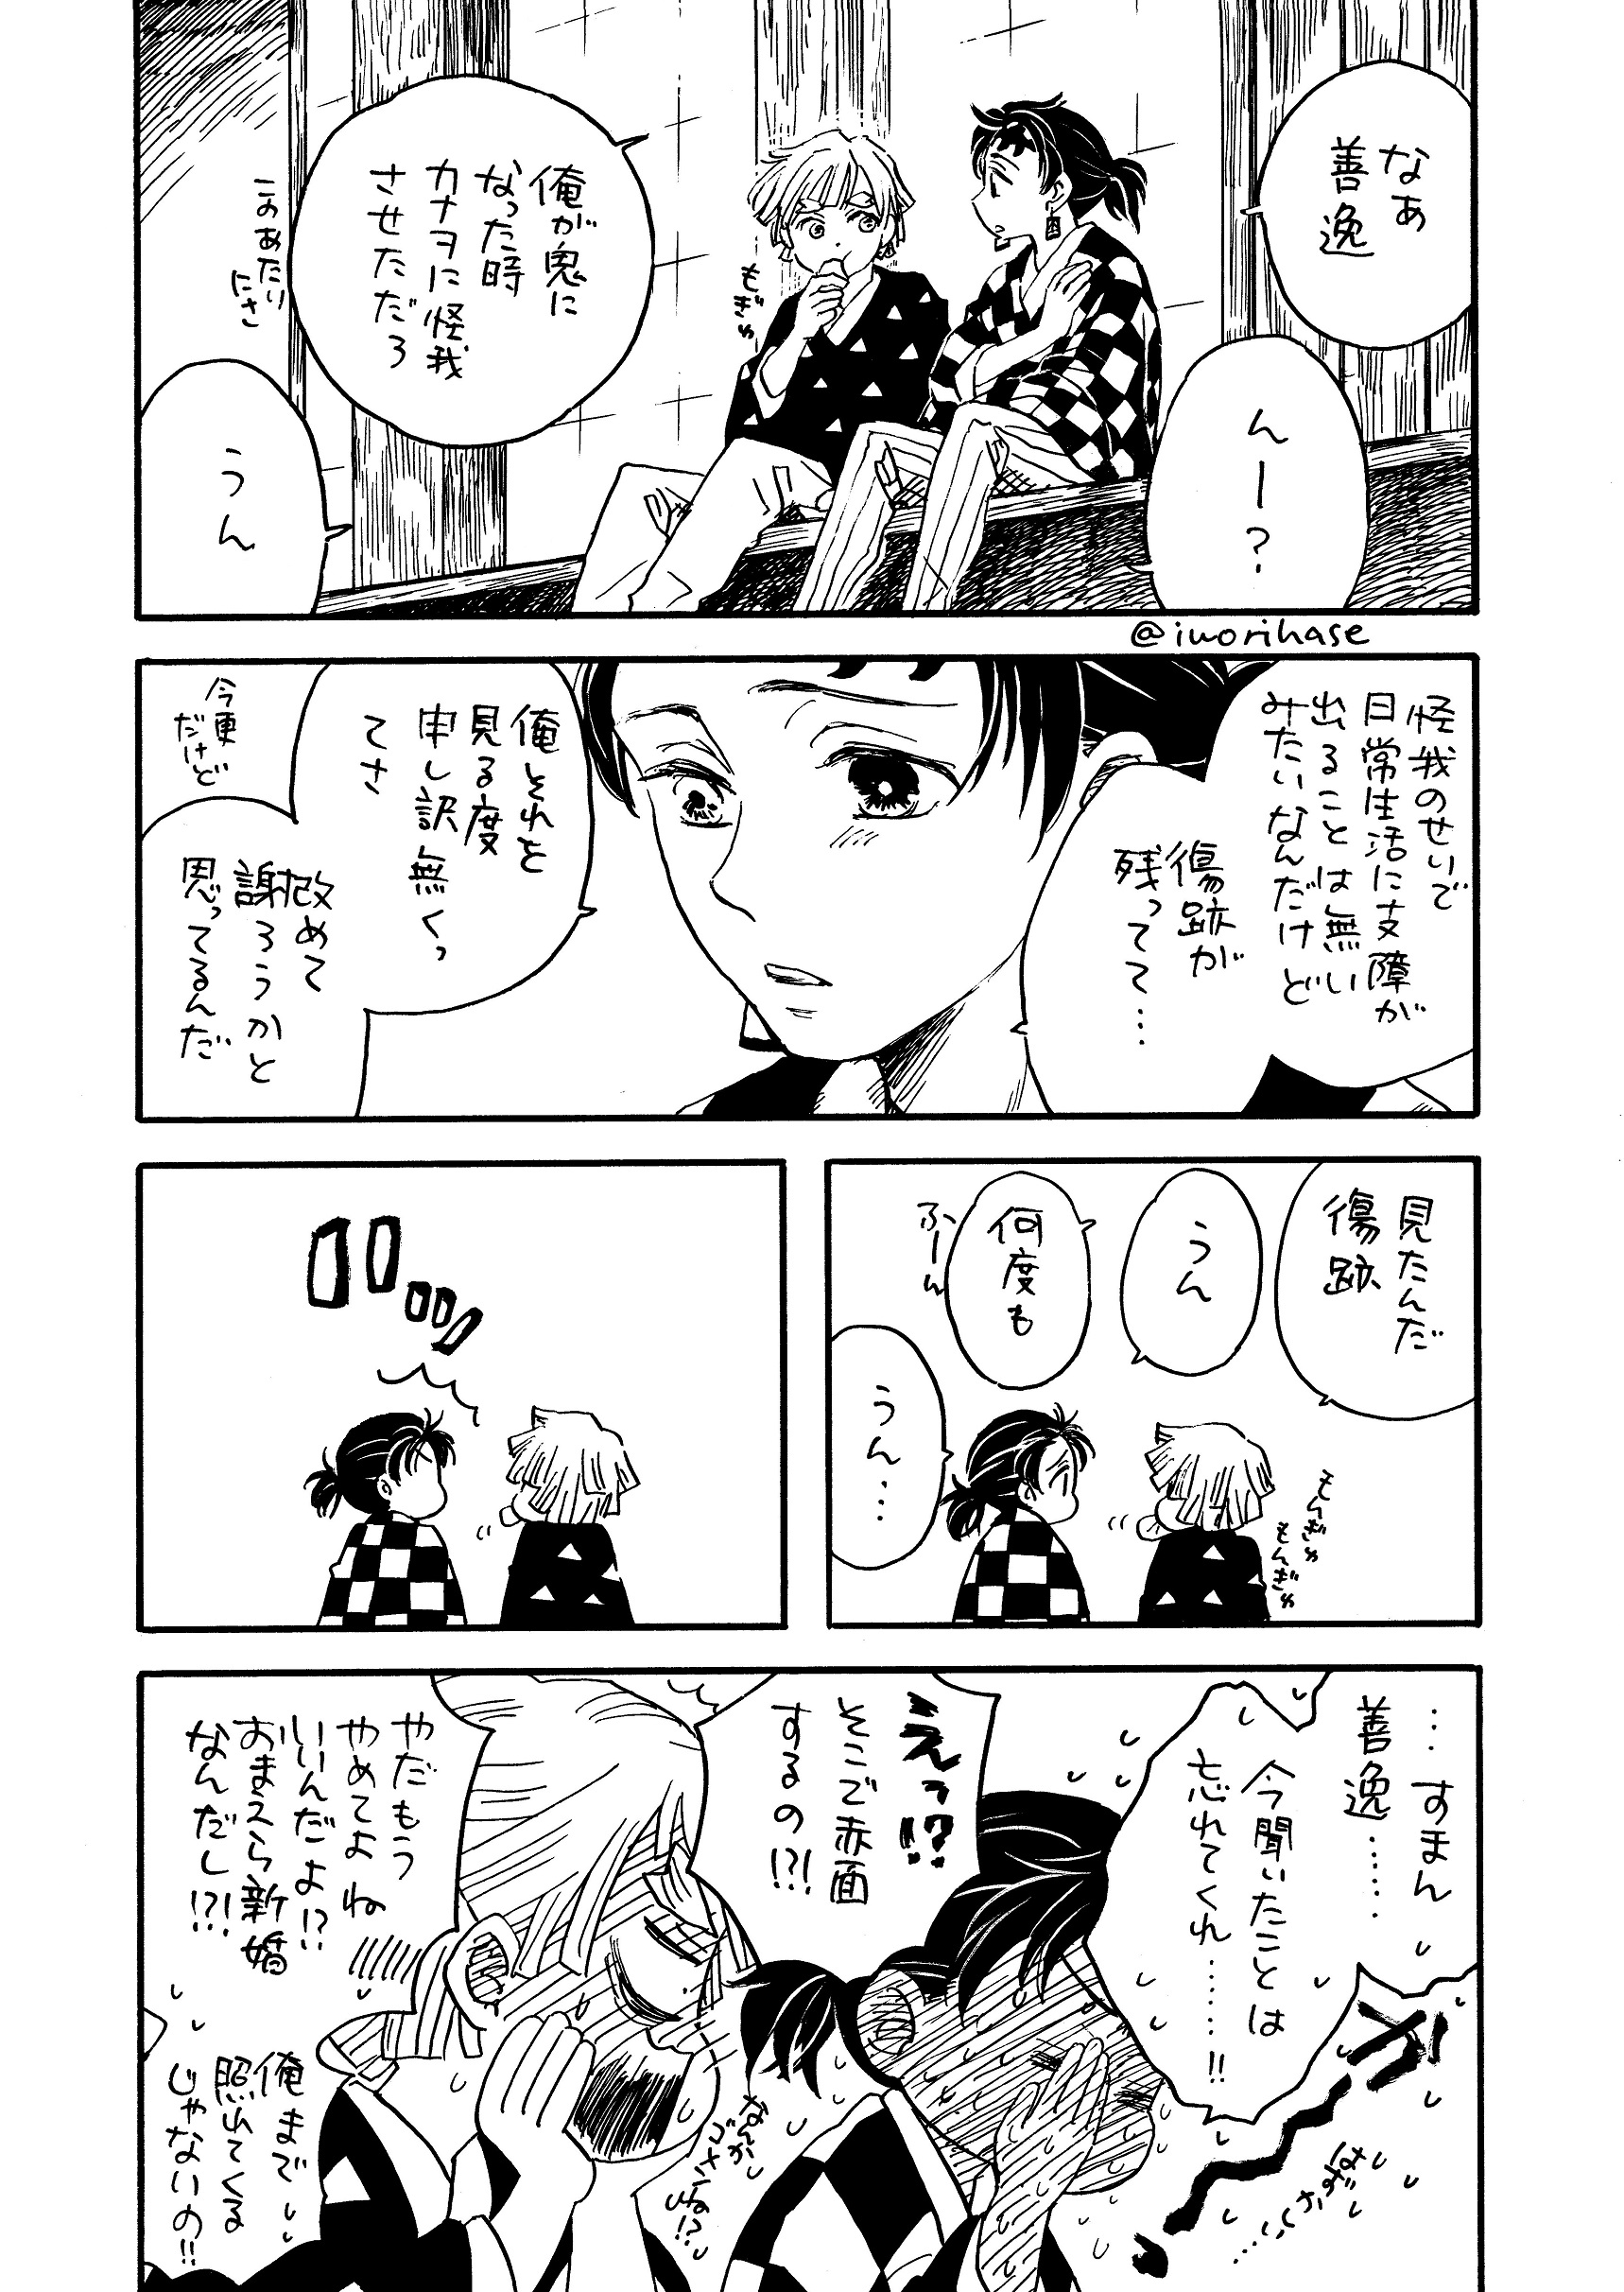 なぁ
善逸
んー?
もぎゅ
俺が鬼に
なった時
カナヲに怪我
させただろ
このあたり
にさ
うん
@iworihase
怪我のせいで
日常生活に支障が
出ることは無い
みたいなんだけど
傷跡が
残ってて…
俺それを
見る度
申し訳無くっ
てさ
今更
だけど
改めて
謝ろうかと
思ってるんだ
見たんだ
傷跡
うん
何度も
ふーん
うん…
もんぎゅ
もんぎゅ
…すまん
善逸……
今聞いたことは
忘れてくれ………!!
えっ!?
そこで赤面
するの!?!
やだもう
やめてよね
いいんだよ!?
おまえら新婚
なんだし!?!
俺まで
照れてくる
じゃないの!!
なんか
ゴメンね!?